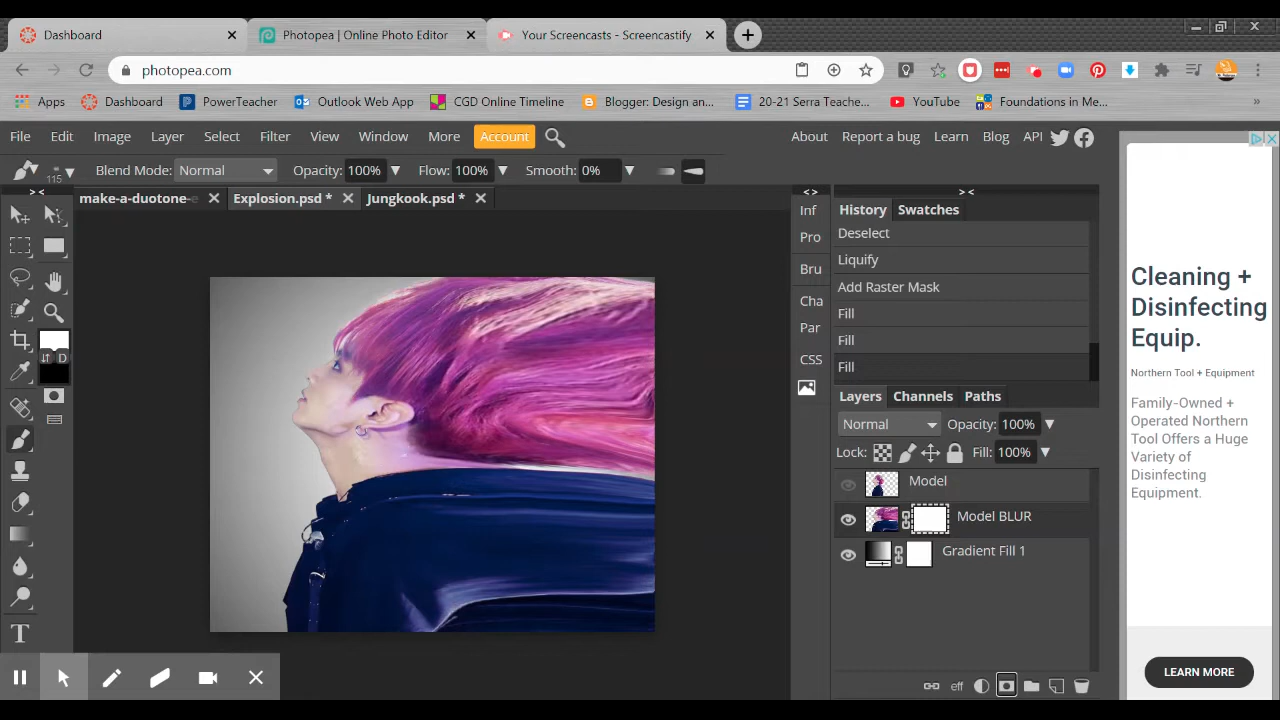 Dashboard
Photopea | Online Photo Editor
Your Screencasts - Screencastify
photopea.com
Apps
Dashboard
PowerTeache
Outlook Web App
CGD Online Timeline
Blogger: Design an...
20-21 Serra Teache...
YouTube
Foundations in Me...
File
Edit
Image
Layer
Select
Filter
View
Window
More
Account
About
Report a bug
Learn
Blog
API
115
Blend Mode:
Normal
Opacity:
100%
Flow:
100%
Smooth:
0%
make-a-duotone-e
Explosion.psd *
Jungkook.psd *
D
T
Inf
Pro
Bru
Cha
Par
CSS
History
Swatches
Deselect
Liquify
Add Raster Mask
Fill
Fill
Fill
Layers
Channels
Paths
Normal
Opacity:
100%
Lock:
Fill:
100%
Model
Model BLUR
Gradient Fill 1
eff
Cleaning +
Disinfecting
Equip.
Northern Tool + Equipment
Family-Owned +
Operated Northern
Tool Offers a Huge
Variety of
Disinfecting
Equipment.
LEARN MORE